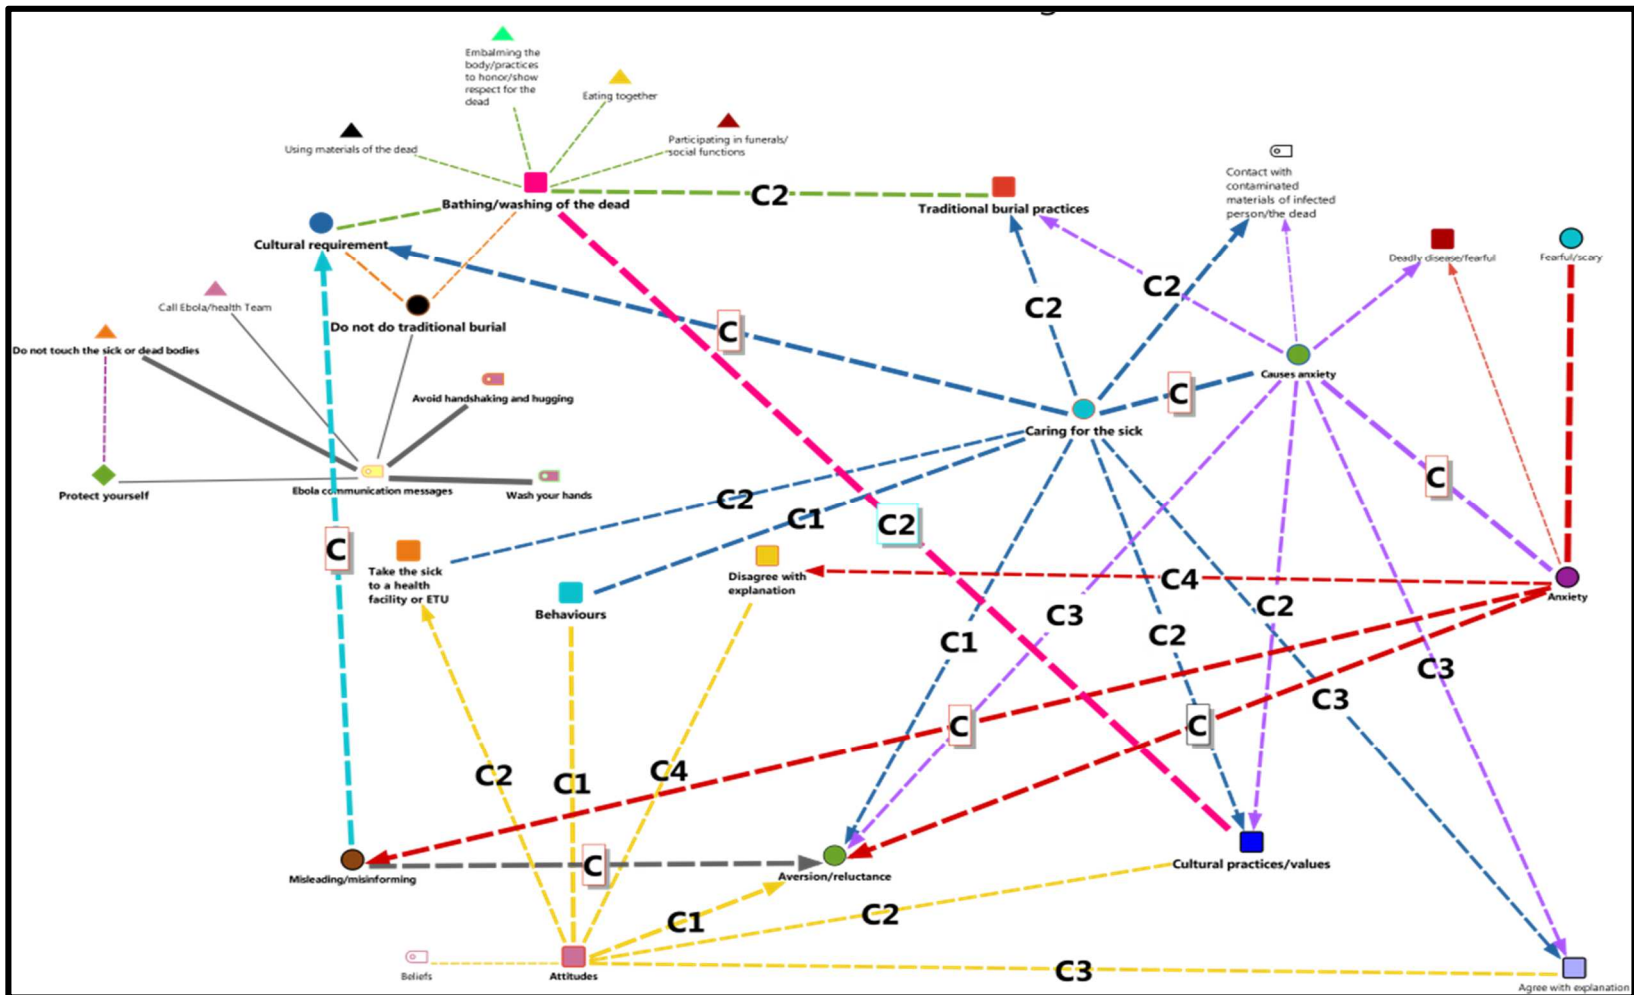 Embalming the
body/practices
to honor/show
respect for the
dead
Eating together
Using materials of the dead
Participating in funerals/
social functions
Bathing/washing of the dead
C2
Traditional burial practices
Contact with
contaminated
materials of infected
person/the dead
Cultural requirement
Deadly disease/fearful
Fearful/scary
Call Ebola/health Team
Do not do traditional burial
Do not touch the sick or dead bodies
C
C2
C2
Causes anxiety
Avoid handshaking and hugging
C
Caring for the sick
C
Protect yourself
Ebola communication messages
Wash your hands
C2
C1
C2
C
Take the sick
to a health
facility or ETU
Disagree with
explanation
Behaviours
C4
Anxiety
C3
C2
C1
C2
C3
C3
C
C
C2
C1
C4
Misleading/misinforming
C
Aversion/reluctance
Cultural practices/values
C1
C2
Beliefs
Attitudes
C3
Agree with explanation